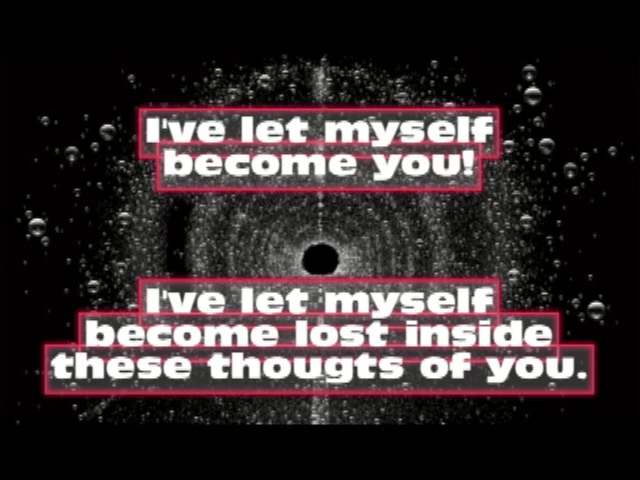 I've let myself
become you!
I've let myself
become lost inside
these thougts of you.